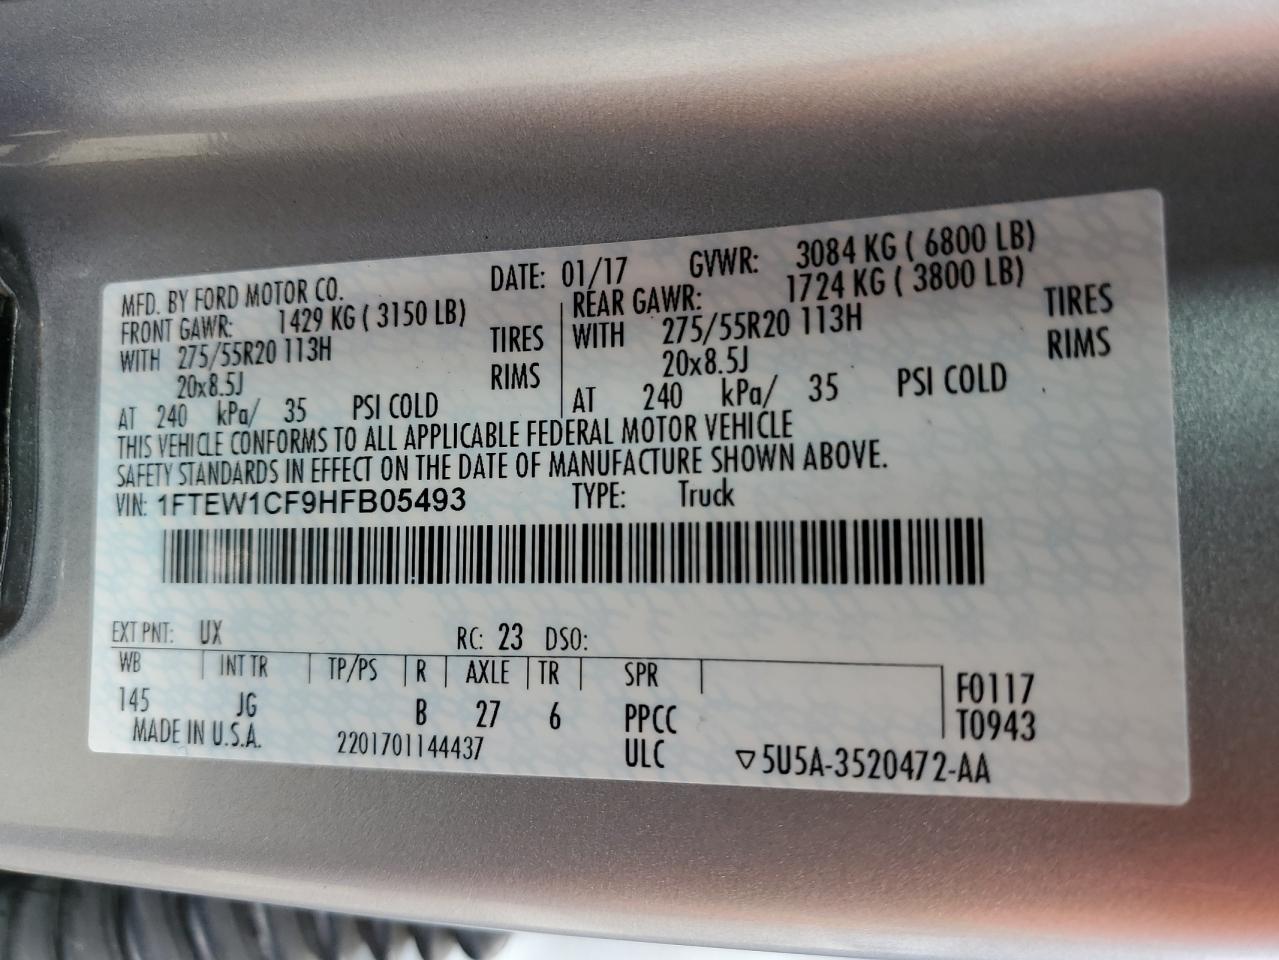 MFD. BY FORD MOTOR CO. DATE: 01/17 GVWR: 3084 KG ( 6800 LB)
FRONT GAWR: 1429 KG ( 3150 LB) REAR GAWR: 1724 KG ( 3800 LB)
WITH 275/55R20 113H TIRES WITH 275/55R20 113H TIRES
20x8.5J RIMS 20x8.5J RIMS
AT 240 kPa/ 35 PSI COLD AT 240 kPa/ 35 PSI COLD
THIS VEHICLE CONFORMS TO ALL APPLICABLE FEDERAL MOTOR VEHICLE
SAFETY STANDARDS IN EFFECT ON THE DATE OF MANUFACTURE SHOWN ABOVE.
VIN: 1FTEW1CF9HFB05493 TYPE: Truck
EXT PNT: UX RC: 23 DSO:
WB INT TR TP/PS R AXLE TR SPR F0117
145 JG B 27 6 PPCC T0943
MADE IN U.S.A. 2201701144437 ULC ▽5U5A-3520472-AA